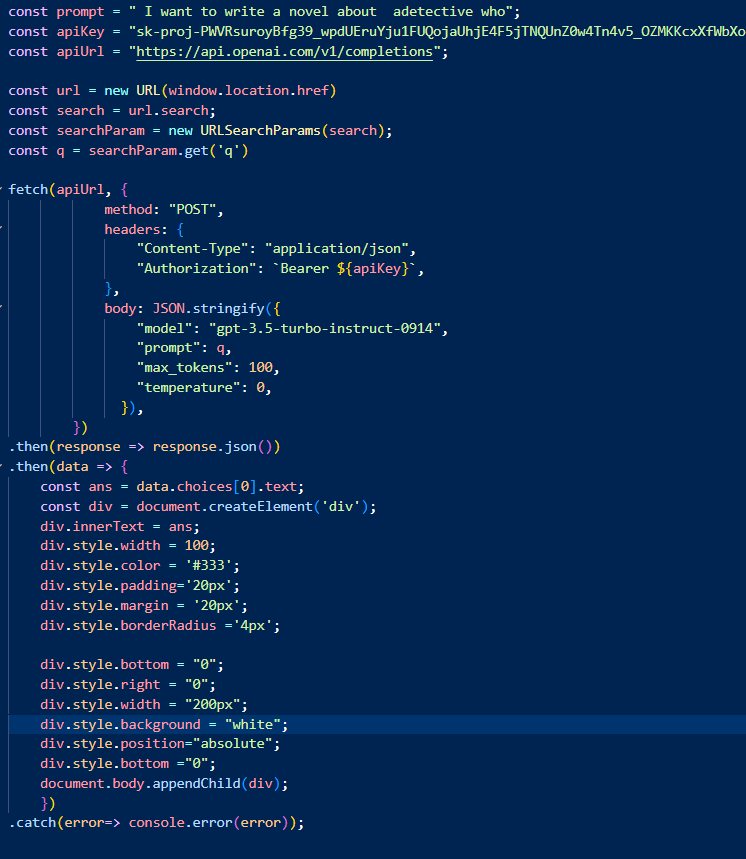 const prompt = " I want to write a novel about  adetective who";
const apiKey = "
const apiUrl = "https://api.openai.com/v1/completions";
const url = new URL(window.location.href)
const search = url.search;
const searchParam = new URLSearchParams(search);
const q = searchParam.get('q')
fetch(apiUrl, {
method: "POST",
headers: {
"Content-Type": "application/json",
"Authorization": `Bearer ${apiKey}`,
},
body: JSON.stringify({
"model": "gpt-3.5-turbo-instruct-0914",
"prompt": q,
"max_tokens": 100,
"temperature": 0,
}),
})
.then(response => response.json())
.then(data => {
const ans = data.choices[0].text;
const div = document.createElement('div');
div.innerText = ans;
div.style.width = 100;
div.style.color = '#333';
div.style.padding='20px';
div.style.margin = '20px';
div.style.borderRadius ='4px';
div.style.bottom = "0";
div.style.right = "0";
div.style.width = "200px";
div.style.background = "white";
div.style.position="absolute";
div.style.bottom ="0";
document.body.appendChild(div);
})
.catch(error=> console.error(error));